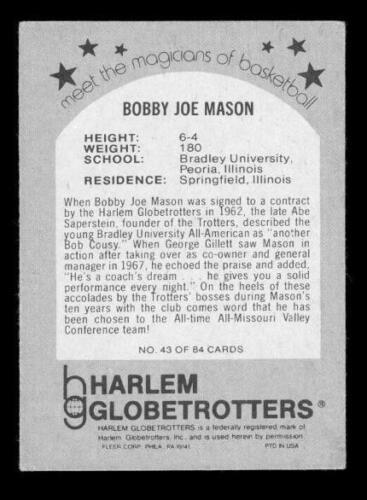 meet the magicians of basketball
BOBBY JOE MASON
HEIGHT: 6-4
WEIGHT: 180
SCHOOL: Bradley University,
Peoria, Illinois
RESIDENCE: Springfield, Illinois
When Bobby Joe Mason was signed to a contract
by the Harlem Globetrotters in 1962, the late Abe
Saperstein, founder of the Trotters, described the
young Bradley University All-American as "another
Bob Cousy." When George Gillett saw Mason in
action after taking over as co-owner and general
manager in 1967, he echoed the praise and added,
"He's a coach's dream . . . he gives you a solid
performance every night." On the heels of these
accolades by the Trotters' bosses during Mason's
ten years with the club comes word that he has
been chosen to the All-time All-Missouri Valley
Conference team!
NO. 43 OF 84 CARDS
hg HARLEM
GLOBETROTTERS®
HARLEM GLOBETROTTERS is a federally registered mark of
Harlem Globetrotters, Inc. and is used herein by permission.
FLEER CORP. PHILA. PA 19141 PTD IN USA